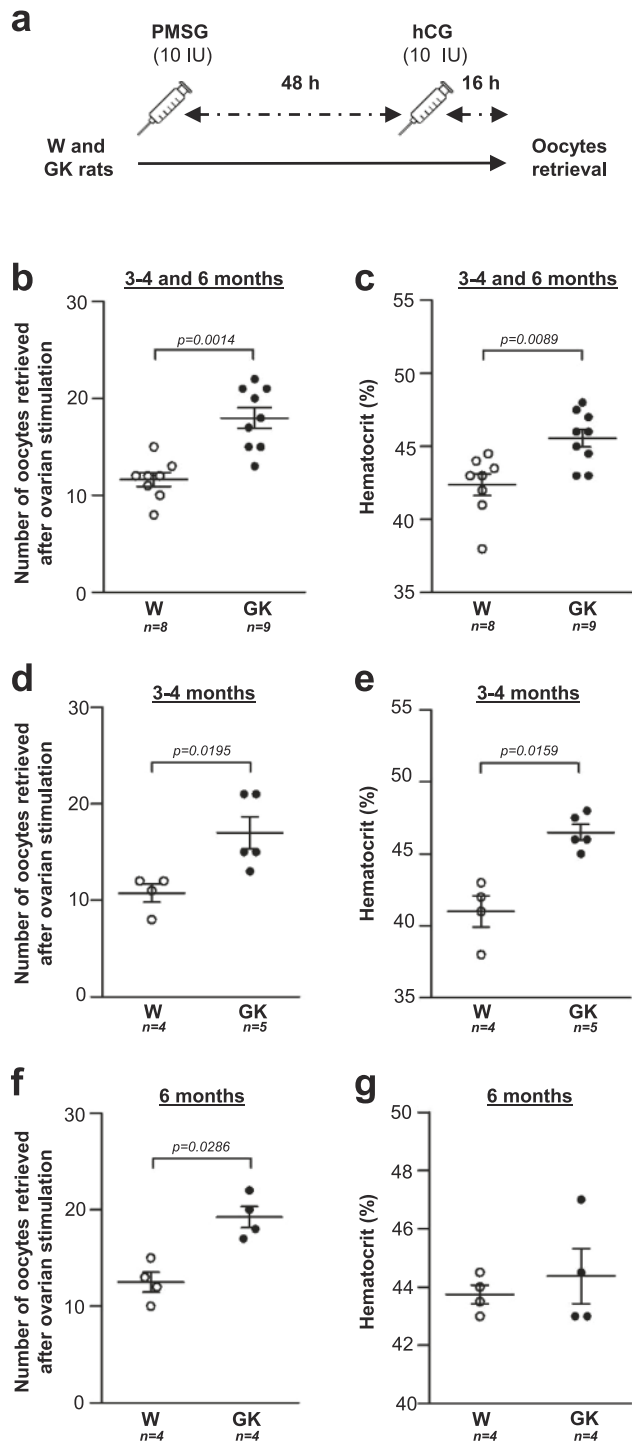 a
PMSG
(10 IU)
hCG
(10 IU)
48 h
16 h
W and
GK rats
Oocytes
retrieval
b
3-4 and 6 months
Number of oocytes retrieved
after ovarian stimulation
30
20
10
0
p=0.0014
W
n=8
GK
n=9
c
3-4 and 6 months
Hematocrit (%)
55
50
45
40
35
p=0.0089
W
n=8
GK
n=9
d
3-4 months
Number of oocytes retrieved
after ovarian stimulation
30
20
10
0
p=0.0195
W
n=4
GK
n=5
e
3-4 months
Hematocrit (%)
55
50
45
40
35
p=0.0159
W
n=4
GK
n=5
f
6 months
Number of oocytes retrieved
after ovarian stimulation
30
20
10
0
p=0.0286
W
n=4
GK
n=4
g
6 months
Hematocrit (%)
50
48
46
44
42
40
W
n=4
GK
n=4